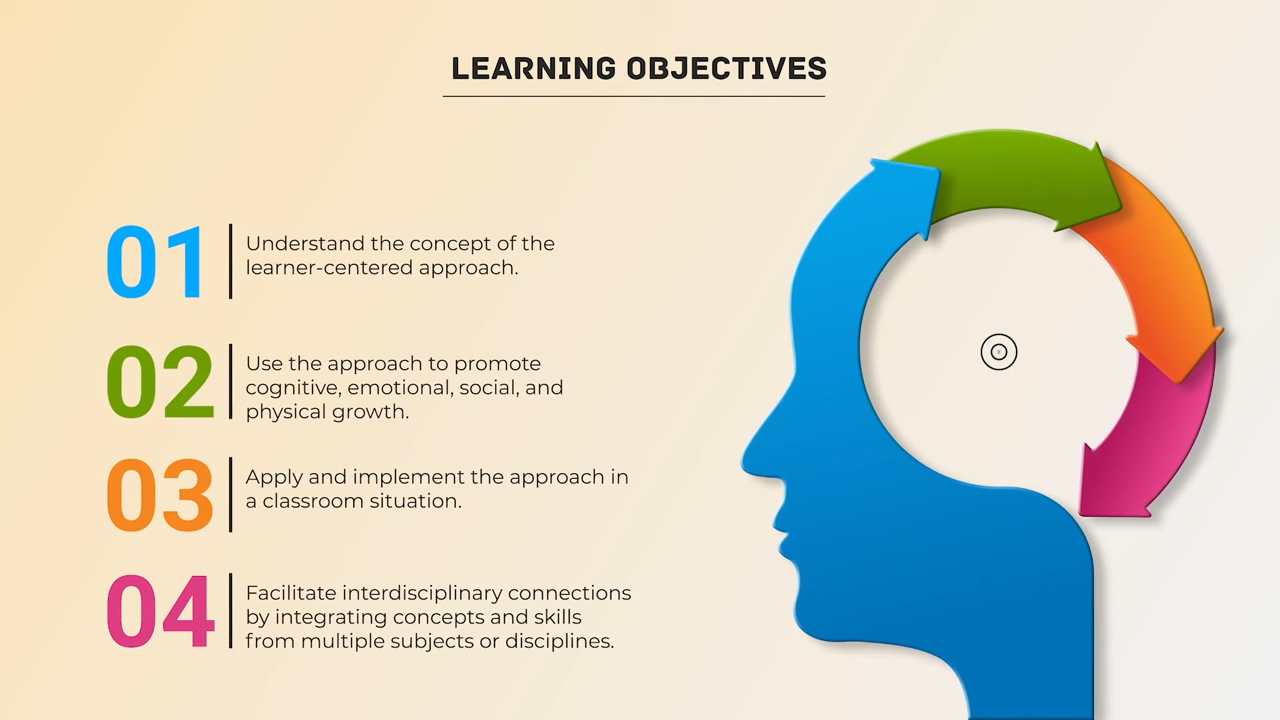 LEARNING OBJECTIVES
01
Understand the concept of the
learner-centered approach.
02
Use the approach to promote
cognitive, emotional, social, and
physical growth.
03
Apply and implement the approach in
a classroom situation.
04
Facilitate interdisciplinary connections
by integrating concepts and skills
from multiple subjects or disciplines.